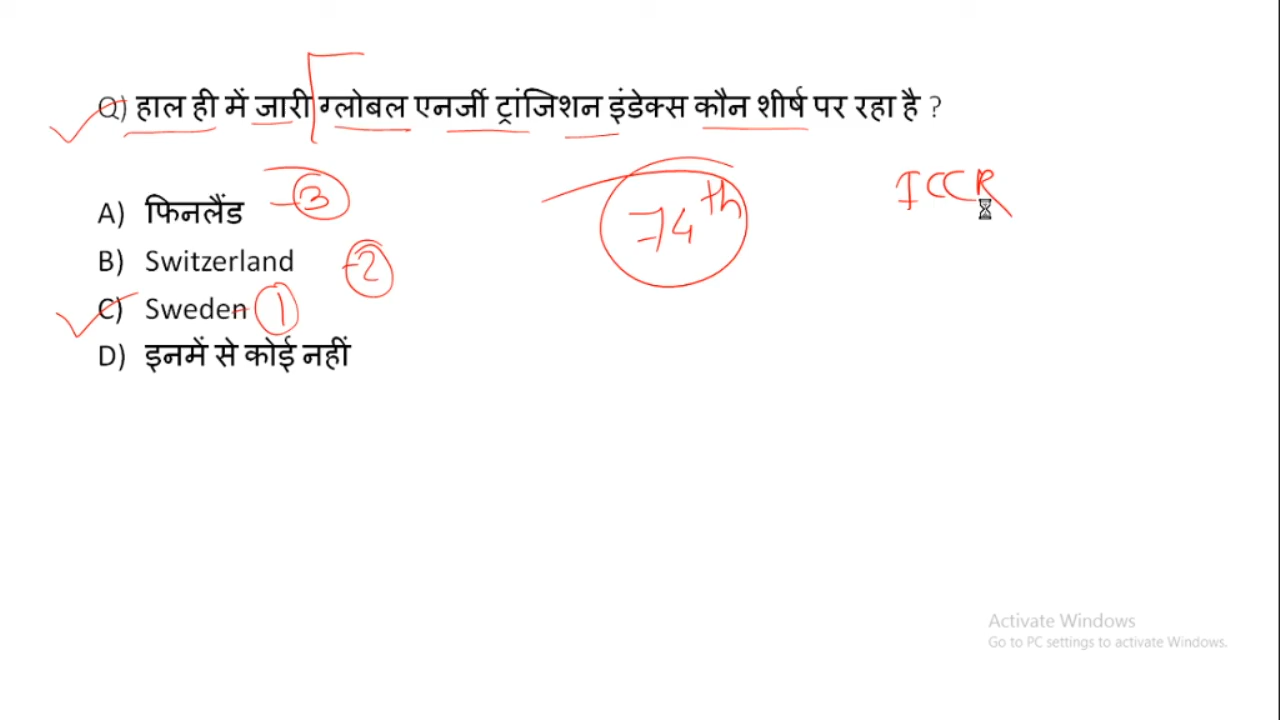 Q) हाल ही में जारी ग्लोबल एनर्जी ट्रांजिशन इंडेक्स कौन शीर्ष पर रहा है ?
A) फिनलैंड 3
B) Switzerland 2
C) Sweden 1
D) इनमें से कोई नहीं
74th
ICCR
Activate Windows
Go to PC settings to activate Windows.